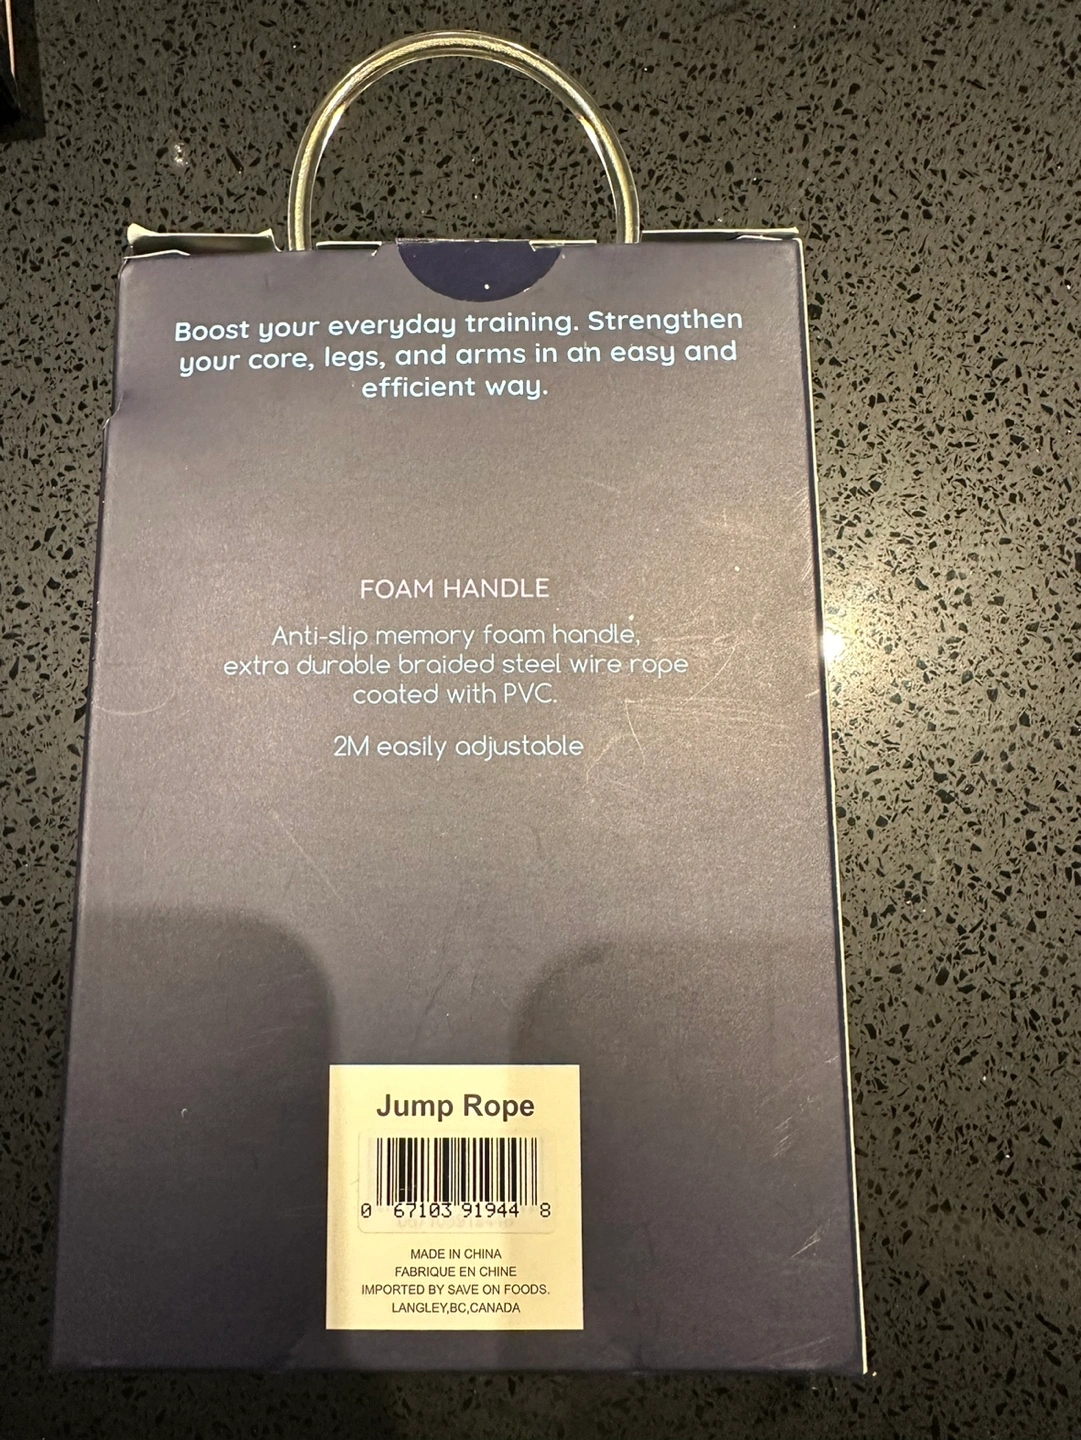 Boost your everyday training. Strengthen
your core, legs, and arms in an easy and
efficient way.
FOAM HANDLE
Anti-slip memory foam handle,
extra durable braided steel wire rope
coated with PVC.
2M easily adjustable
Jump Rope
0 67103 91944 8
MADE IN CHINA
FABRIQUE EN CHINE
IMPORTED BY SAVE ON FOODS.
LANGLEY,BC,CANADA